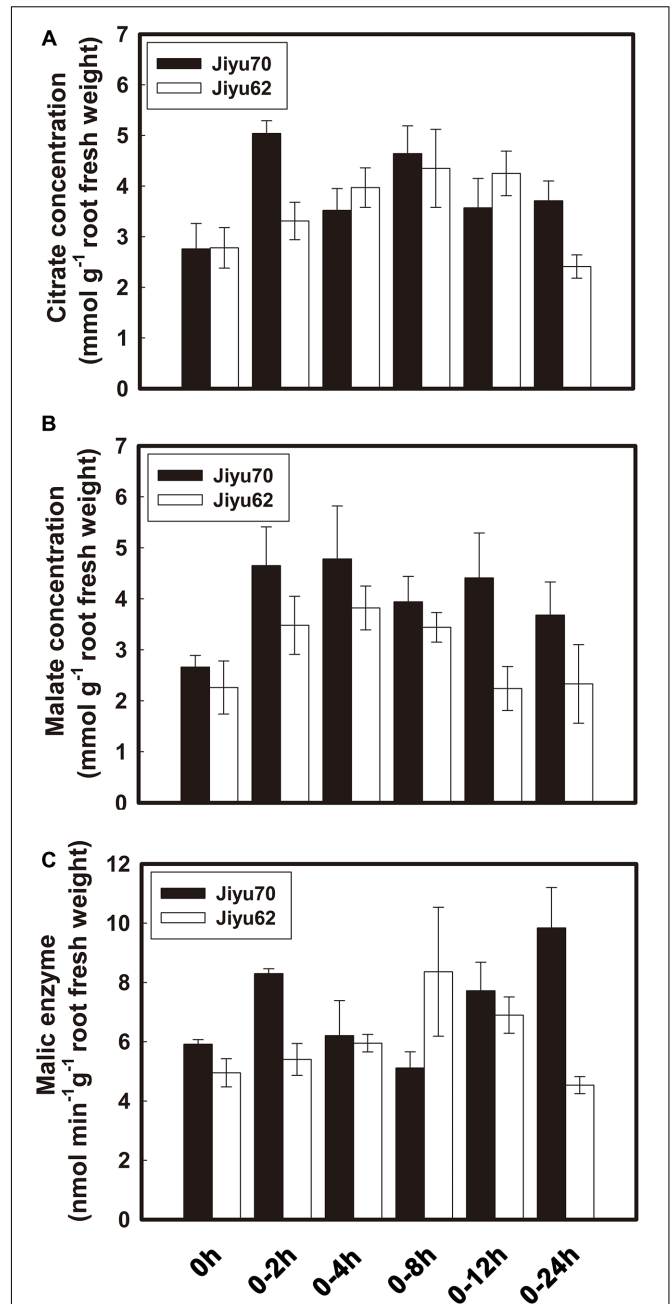 A
7
6
5
4
3
2
1
0
Citrate concentration
(mmol g⁻¹ root fresh weight)
Jiyu70
Jiyu62
B
7
6
5
4
3
2
1
0
Malate concentration
(mmol g⁻¹ root fresh weight)
Jiyu70
Jiyu62
C
12
10
8
6
4
2
0
Malic enzyme
(nmol min⁻¹g⁻¹ root fresh weight)
Jiyu70
Jiyu62
0h
0-2h
0-4h
0-8h
0-12h
0-24h